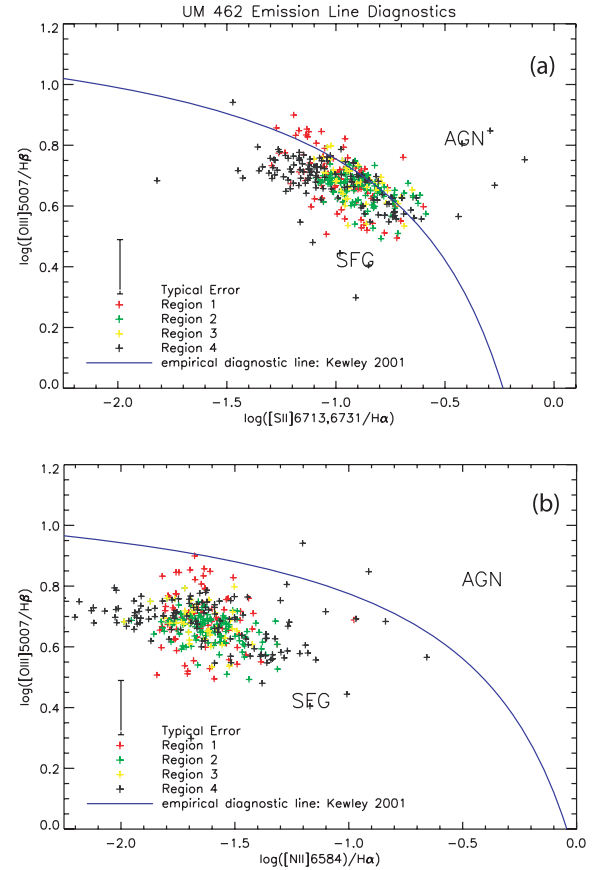 UM 462 Emission Line Diagnostics
(a)
1.2
1.0
0.8
0.6
0.4
0.2
0.0
log([OIII]5007/Hβ)
AGN
SFG
Typical Error
Region 1
Region 2
Region 3
Region 4
empirical diagnostic line: Kewley 2001
-2.0 -1.5 -1.0 -0.5 0.0
log([SII]6713,6731/Hα)
(b)
1.2
1.0
0.8
0.6
0.4
0.2
0.0
log([OIII]5007/Hβ)
AGN
SFG
Typical Error
Region 1
Region 2
Region 3
Region 4
empirical diagnostic line: Kewley 2001
-2.0 -1.5 -1.0 -0.5 0.0
log([NII]6584)/Hα)